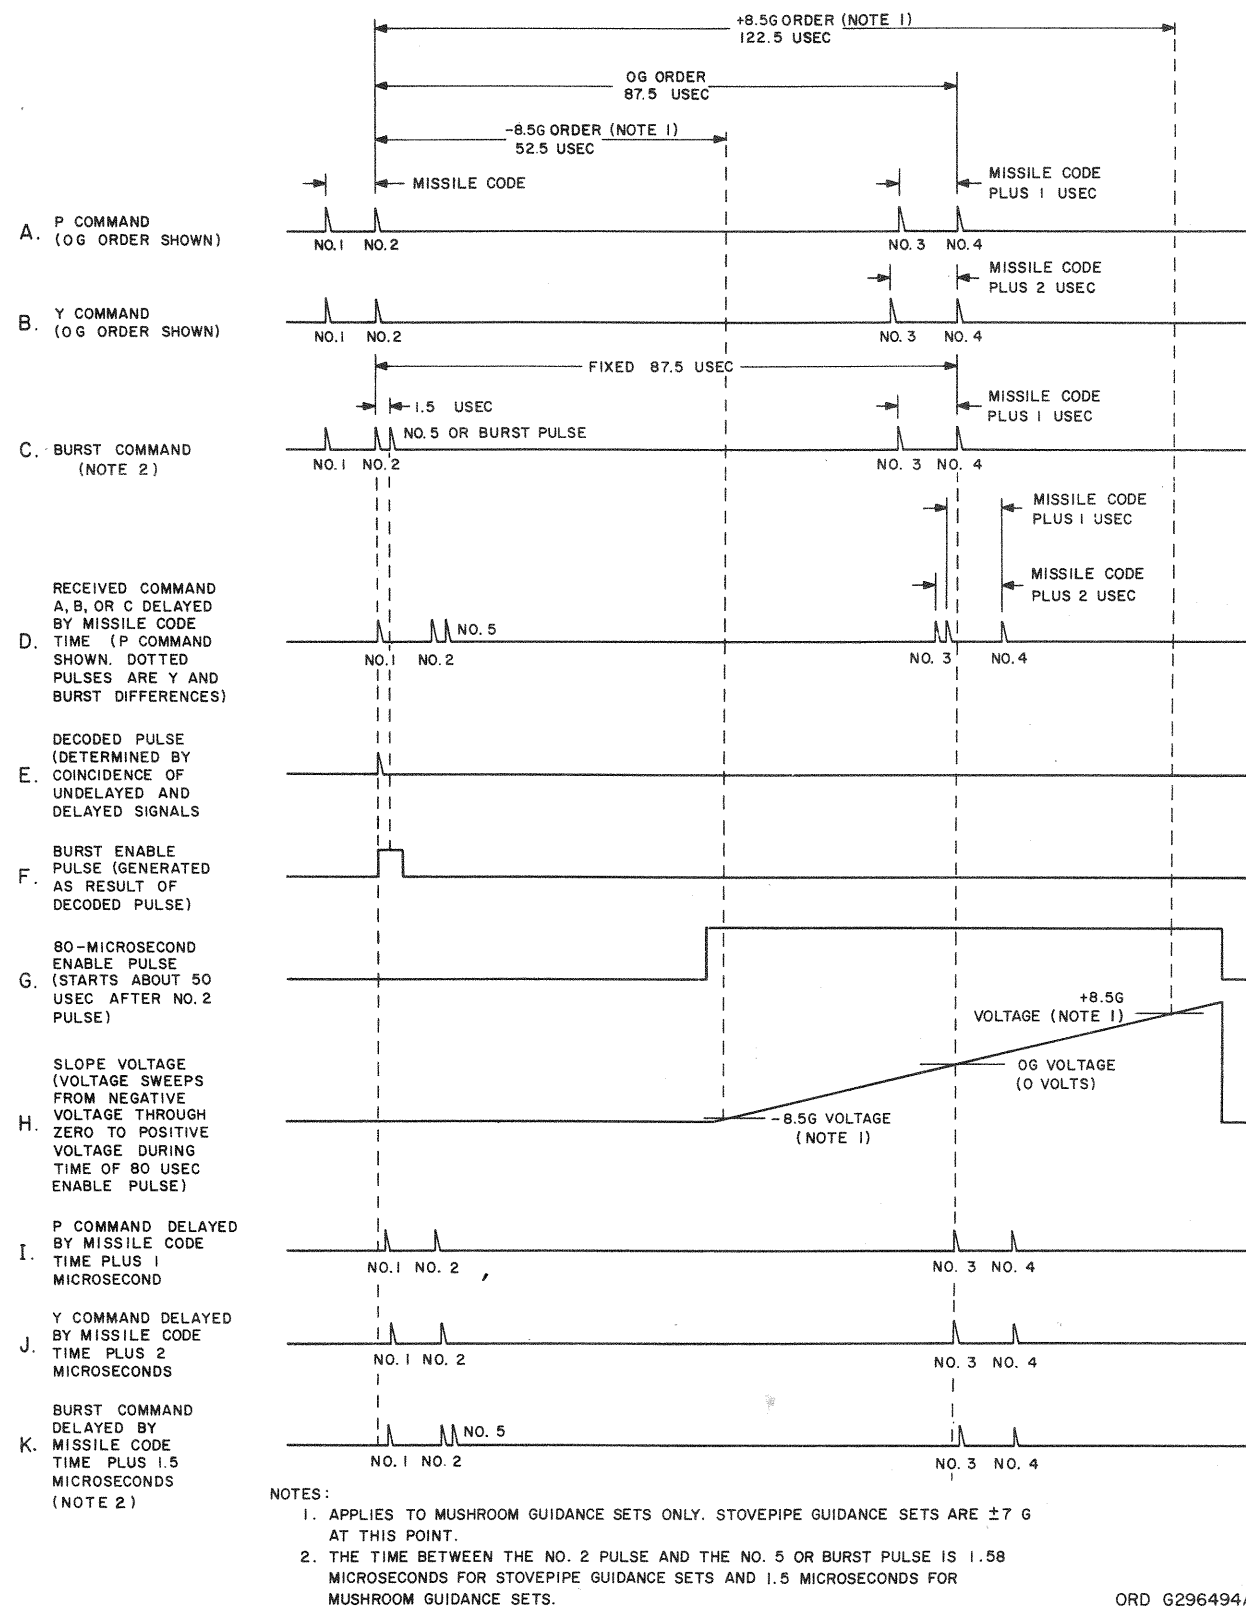 +8.5G ORDER (NOTE 1)
122.5 USEC
OG ORDER
87.5 USEC
-8.5G ORDER (NOTE 1)
52.5 USEC
MISSILE CODE
MISSILE CODE
PLUS 1 USEC
A. P COMMAND
(OG ORDER SHOWN)
NO.1 NO.2 NO.3 NO.4
MISSILE CODE
PLUS 2 USEC
B. Y COMMAND
(OG ORDER SHOWN)
NO.1 NO.2 NO.3 NO.4
FIXED 87.5 USEC
1.5 USEC
MISSILE CODE
PLUS 1 USEC
NO.5 OR BURST PULSE
C. BURST COMMAND
(NOTE 2)
NO.1 NO.2 NO.3 NO.4
MISSILE CODE
PLUS 1 USEC
MISSILE CODE
PLUS 2 USEC
RECEIVED COMMAND
A, B, OR C DELAYED
BY MISSILE CODE
D. TIME (P COMMAND
SHOWN. DOTTED
PULSES ARE Y AND
BURST DIFFERENCES)
NO.5
NO.1 NO.2 NO.3 NO.4
DECODED PULSE
(DETERMINED BY
E. COINCIDENCE OF
UNDELAYED AND
DELAYED SIGNALS
BURST ENABLE
PULSE (GENERATED
F. AS RESULT OF
DECODED PULSE)
80-MICROSECOND
ENABLE PULSE
G. (STARTS ABOUT 50
USEC AFTER NO.2
PULSE)
+8.5G
VOLTAGE (NOTE 1)
SLOPE VOLTAGE
(VOLTAGE SWEEPS
FROM NEGATIVE
VOLTAGE THROUGH
H. ZERO TO POSITIVE
VOLTAGE DURING
TIME OF 80 USEC
ENABLE PULSE)
OG VOLTAGE
(O VOLTS)
-8.5G VOLTAGE
(NOTE 1)
P COMMAND DELAYED
I. BY MISSILE CODE
TIME PLUS 1
MICROSECOND
NO.1 NO. 2 NO. 3 NO. 4
Y COMMAND DELAYED
BY MISSILE CODE
J. TIME PLUS 2
MICROSECONDS
NO. 1 NO. 2 NO. 3 NO. 4
BURST COMMAND
DELAYED BY
K. MISSILE CODE
TIME PLUS 1.5
MICROSECONDS
(NOTE 2)
NO. 5
NO. 1 NO. 2 NO. 3 NO. 4
NOTES:
1. APPLIES TO MUSHROOM GUIDANCE SETS ONLY. STOVEPIPE GUIDANCE SETS ARE ±7 G
AT THIS POINT.
2. THE TIME BETWEEN THE NO. 2 PULSE AND THE NO. 5 OR BURST PULSE IS 1.58
MICROSECONDS FOR STOVEPIPE GUIDANCE SETS AND 1.5 MICROSECONDS FOR
MUSHROOM GUIDANCE SETS.
ORD G296494A